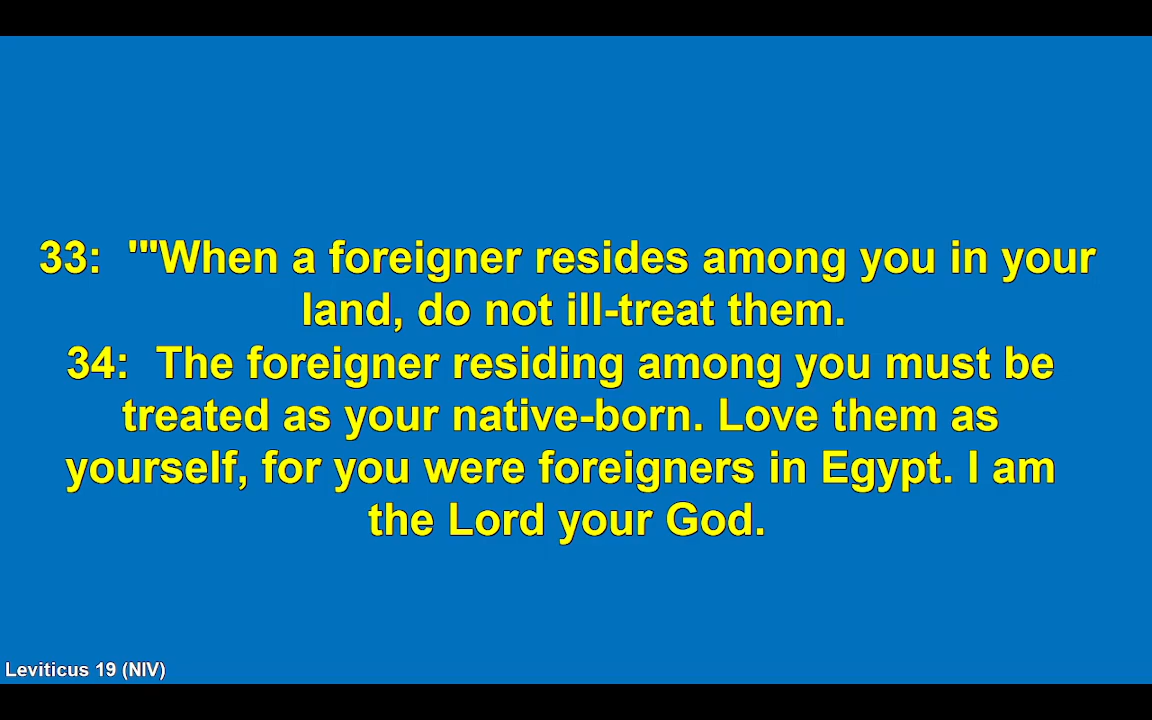 33:  '"When a foreigner resides among you in your
land, do not ill-treat them.
34:  The foreigner residing among you must be
treated as your native-born. Love them as
yourself, for you were foreigners in Egypt. I am
the Lord your God.
Leviticus 19 (NIV)